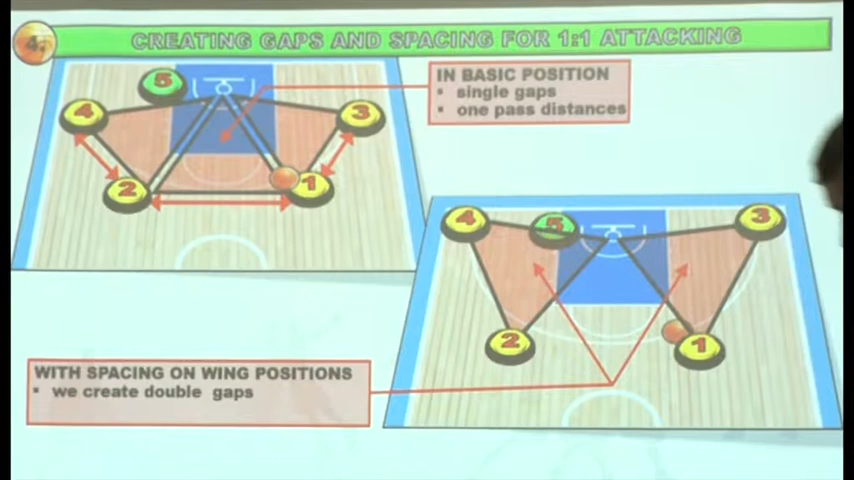 4.
CREATING GAPS AND SPACING FOR 1:1 ATTACKING
5
4
3
2
1
IN BASIC POSITION
▪ single gaps
▪ one pass distances
4
5
3
2
1
WITH SPACING ON WING POSITIONS
▪ we create double gaps